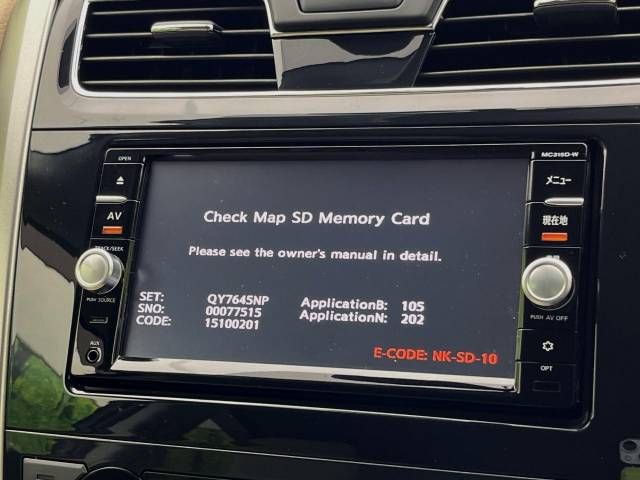 OPEN
MC315D-W
AV
TRACK/SEEK
PUSH SOURCE
AUX
Check Map SD Memory Card
Please see the owner's manual in detail.
SET: QY7645NP ApplicationB: 105
SNO: 00077515 ApplicationN: 202
CODE: 15100201
E-CODE: NK-SD-10
メニュー
現在地
PUSH AV OFF
OPT